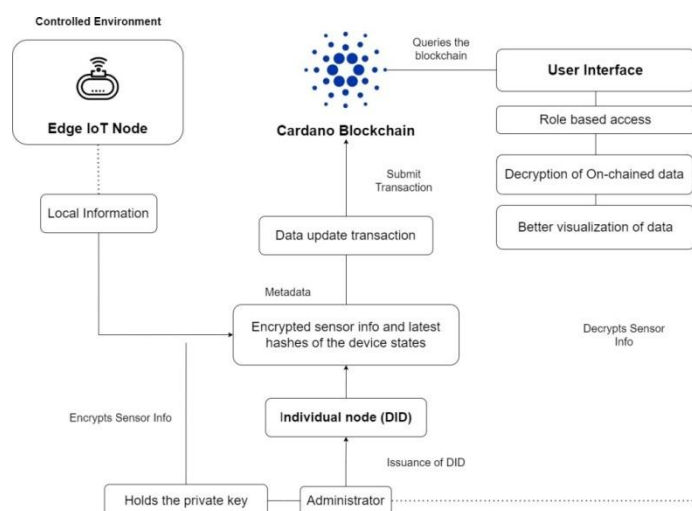 Controlled Environment
Edge IoT Node
Cardano Blockchain
Queries the
blockchain
User Interface
Role based access
Decryption of On-chained data
Better visualization of data
Local Information
Submit
Transaction
Data update transaction
Metadata
Encrypted sensor info and latest
hashes of the device states
Decrypts Sensor
Info
Encrypts Sensor Info
Individual node (DID)
Issuance of DID
Holds the private key
Administrator